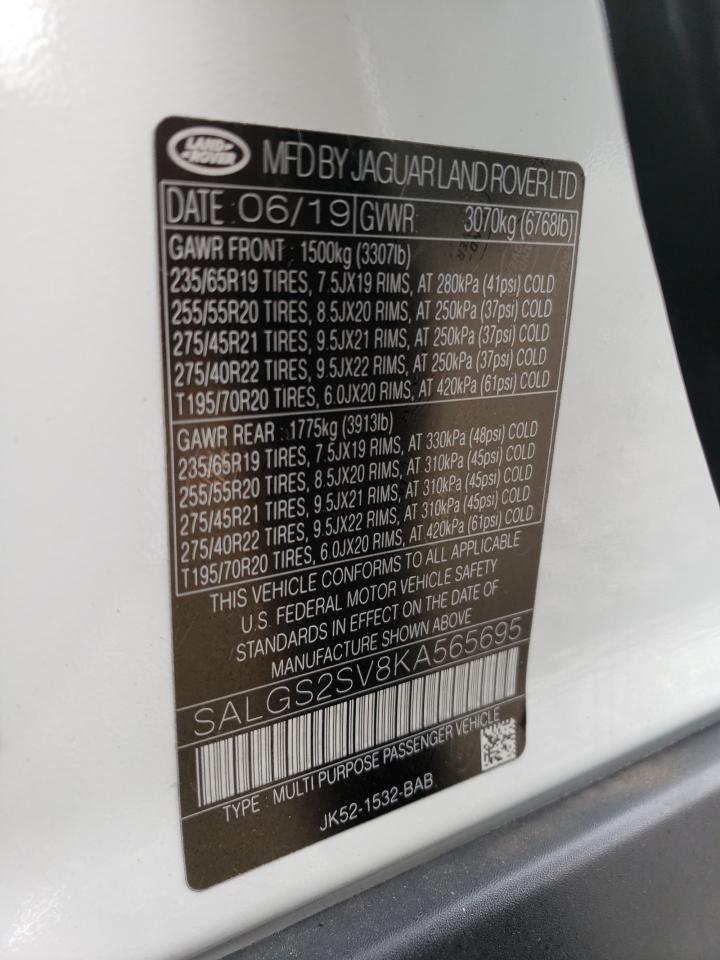 LAND ROVER
MFD BY JAGUAR LAND ROVER LTD
DATE 06/19 GVWR 3070kg (6768lb)
GAWR FRONT : 1500kg (3307lb)
235/65R19 TIRES, 7.5JX19 RIMS, AT 280kPa (41psi) COLD
255/55R20 TIRES, 8.5JX20 RIMS, AT 250kPa (37psi) COLD
275/45R21 TIRES, 9.5JX21 RIMS, AT 250kPa (37psi) COLD
275/40R22 TIRES, 9.5JX22 RIMS, AT 250kPa (37psi) COLD
T195/70R20 TIRES, 6.0JX20 RIMS, AT 420kPa (61psi) COLD
GAWR REAR : 1775kg (3913lb)
235/65R19 TIRES, 7.5JX19 RIMS, AT 330kPa (48psi) COLD
255/55R20 TIRES, 8.5JX20 RIMS, AT 310kPa (45psi) COLD
275/45R21 TIRES, 9.5JX21 RIMS, AT 310kPa (45psi) COLD
275/40R22 TIRES, 9.5JX22 RIMS, AT 310kPa (45psi) COLD
T195/70R20 TIRES, 6.0JX20 RIMS, AT 420kPa (61psi) COLD
THIS VEHICLE CONFORMS TO ALL APPLICABLE
U.S. FEDERAL MOTOR VEHICLE SAFETY
STANDARDS IN EFFECT ON THE DATE OF
MANUFACTURE SHOWN ABOVE
SALGS2SV8KA565695
TYPE : MULTI PURPOSE PASSENGER VEHICLE
JK52-1532-BAB